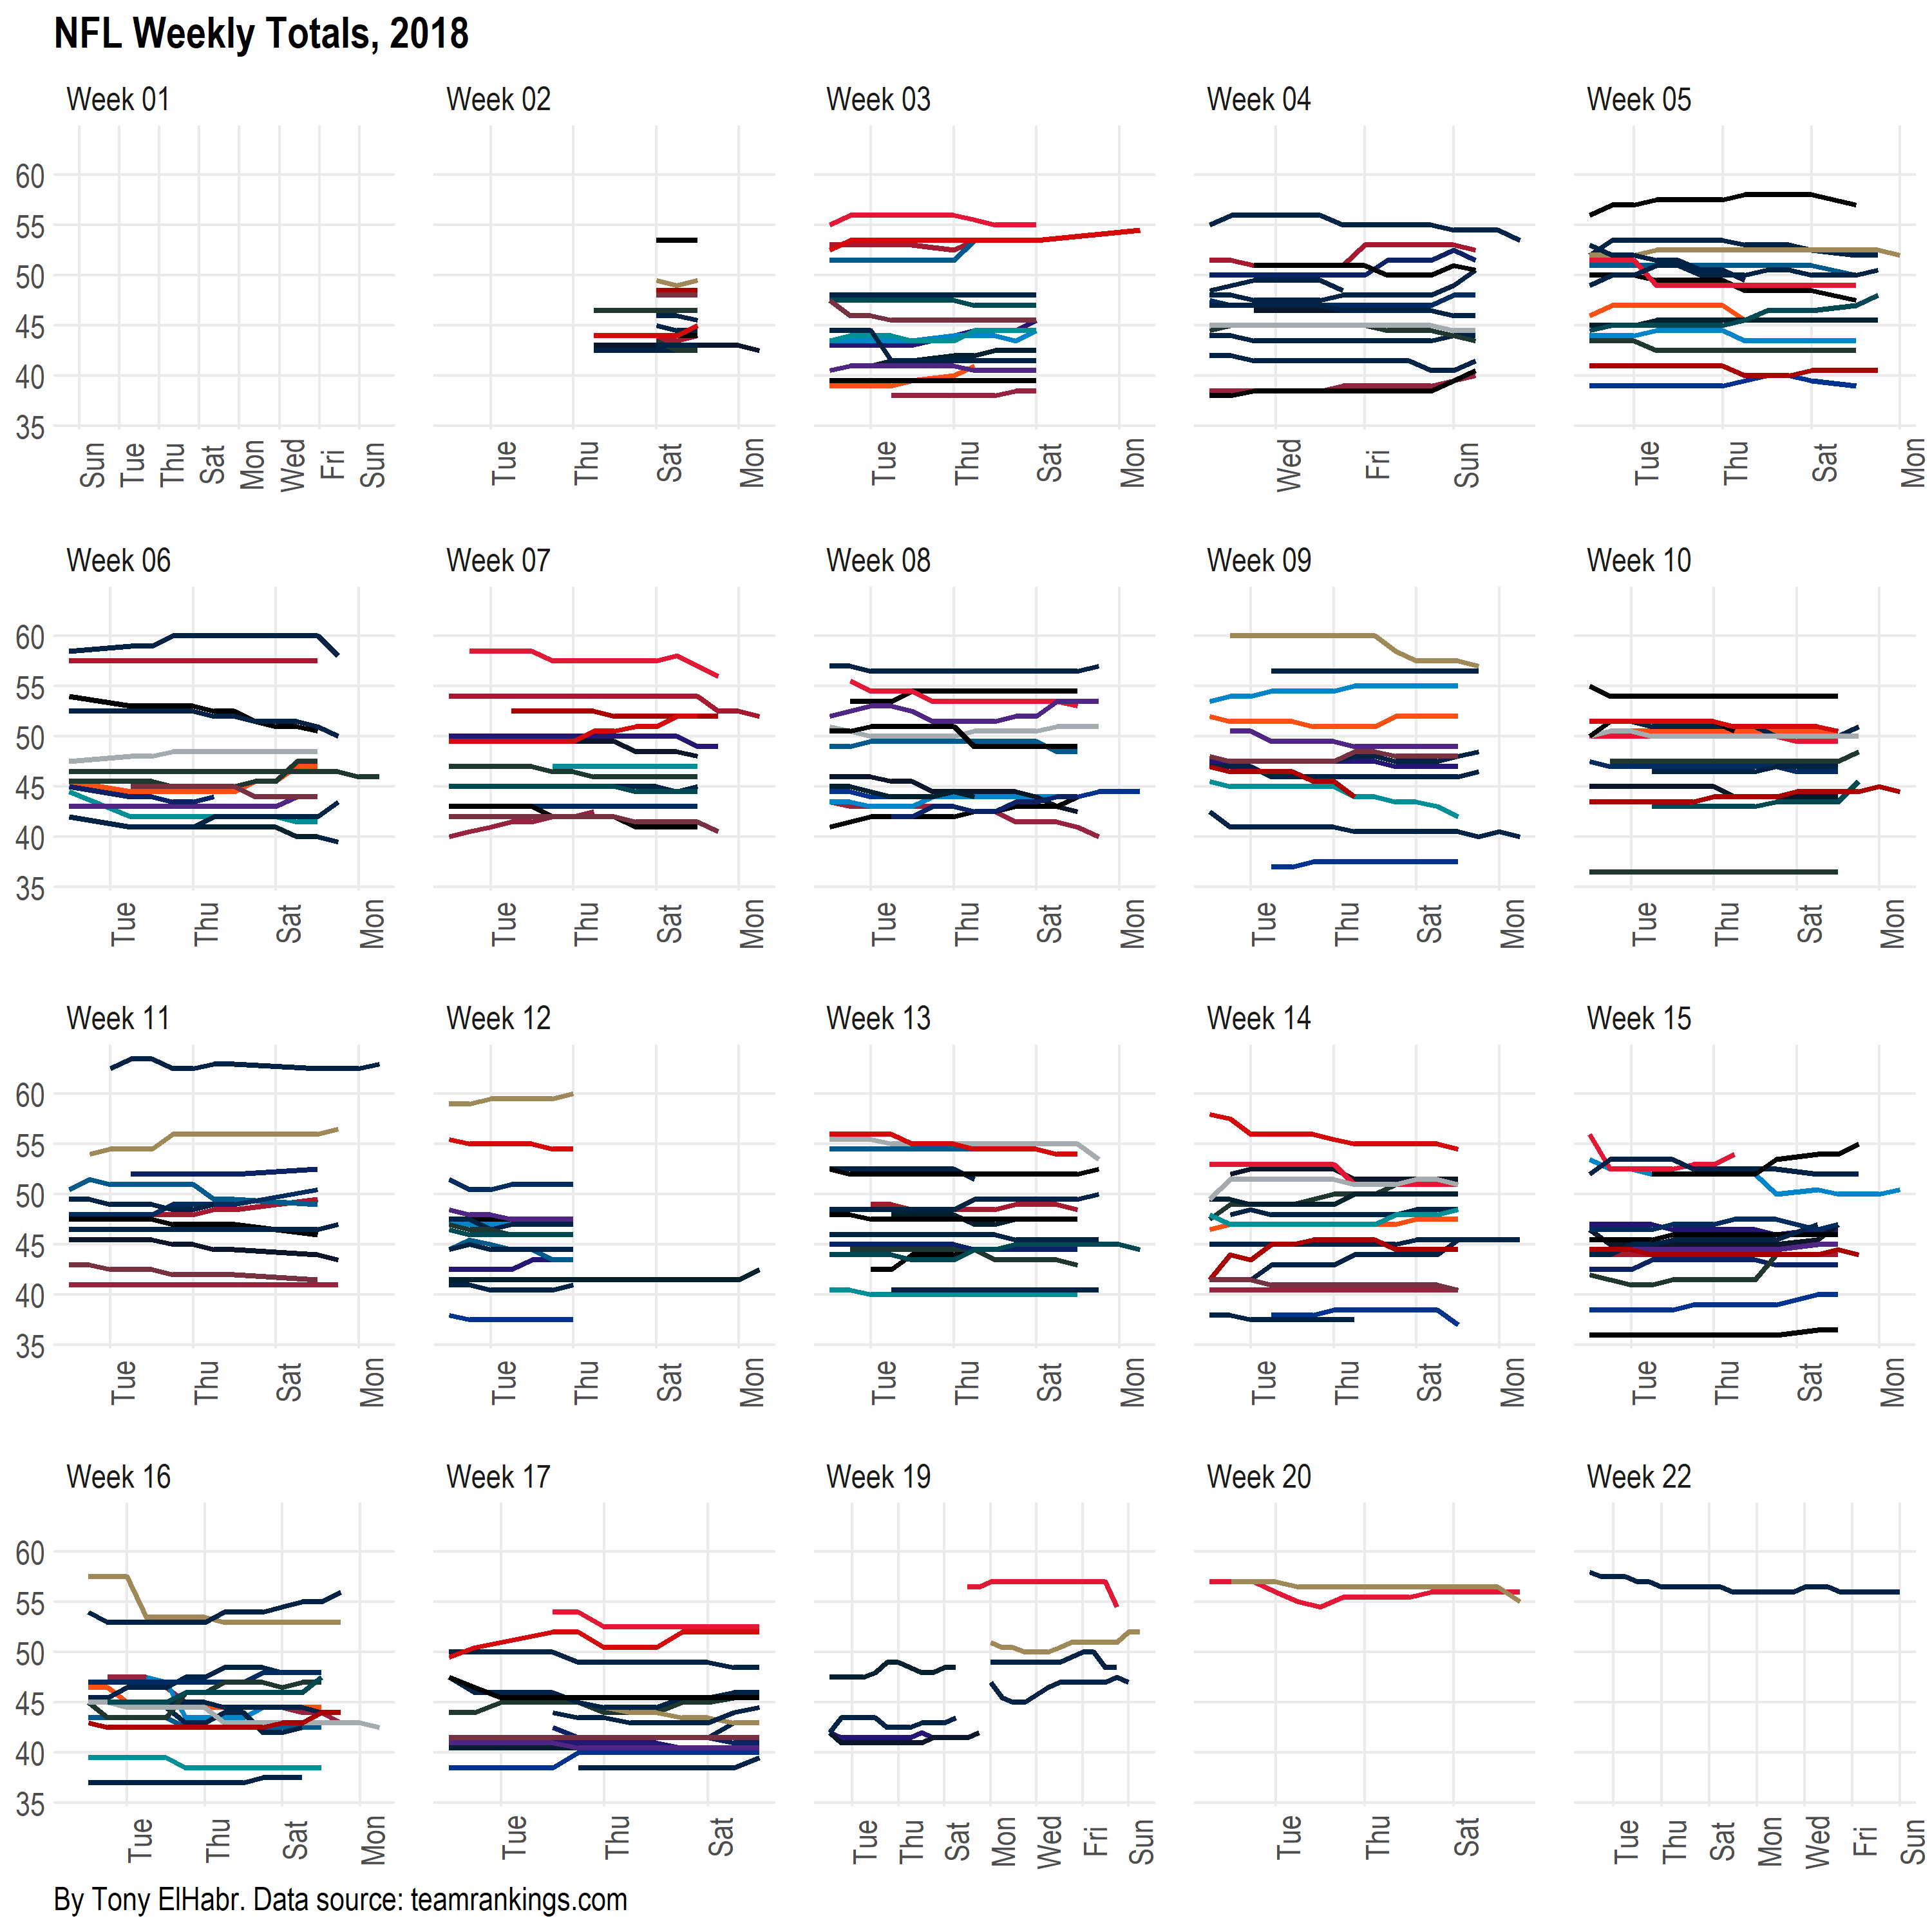 NFL Weekly Totals, 2018
Week 01 Week 02 Week 03 Week 04 Week 05
60
55
50
45
40
35
Sun Tue Thu Sat Mon Wed Fri Sun Tue Thu Sat Mon Tue Thu Sat Mon Wed Fri Sun Tue Thu Sat Mon
Week 06 Week 07 Week 08 Week 09 Week 10
60
55
50
45
40
35
Tue Thu Sat Mon Tue Thu Sat Mon Tue Thu Sat Mon Tue Thu Sat Mon Tue Thu Sat Mon
Week 11 Week 12 Week 13 Week 14 Week 15
60
55
50
45
40
35
Tue Thu Sat Mon Tue Thu Sat Mon Tue Thu Sat Mon Tue Thu Sat Mon Tue Thu Sat Mon
Week 16 Week 17 Week 19 Week 20 Week 22
60
55
50
45
40
35
Tue Thu Sat Mon Tue Thu Sat Tue Thu Sat Mon Wed Fri Sun Tue Thu Sat Tue Thu Sat Mon Wed Fri Sun
By Tony ElHabr. Data source: teamrankings.com